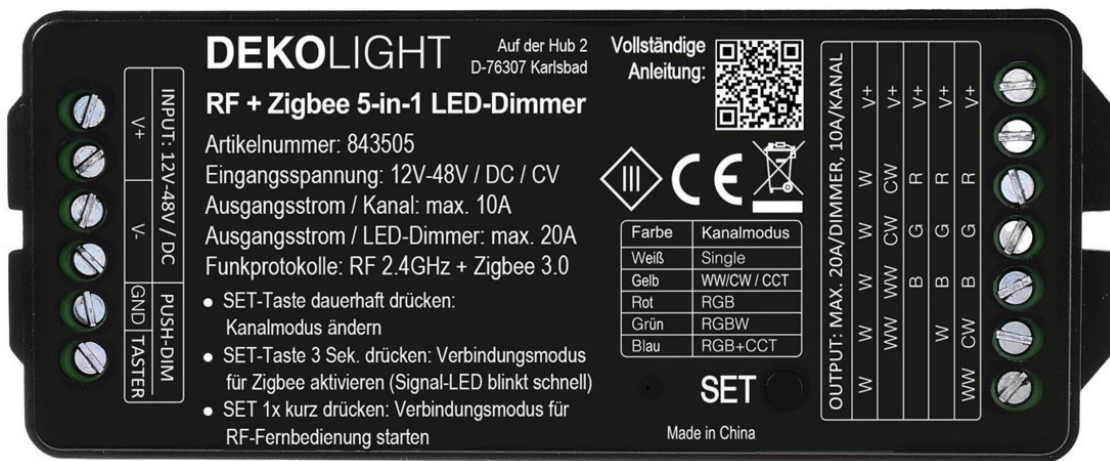 DEKOLIGHT
Auf der Hub 2
D-76307 Karlsbad
RF + Zigbee 5-in-1 LED-Dimmer
Artikelnummer: 843505
Eingangsspannung: 12V-48V / DC / CV
Ausgangsstrom / Kanal: max. 10A
Ausgangsstrom / LED-Dimmer: max. 20A
Funkprotokolle: RF 2.4GHz + Zigbee 3.0
• SET-Taste dauerhaft drücken:
Kanalmodus ändern
• SET-Taste 3 Sek. drücken: Verbindungsmodus
für Zigbee aktivieren (Signal-LED blinkt schnell)
• SET 1x kurz drücken: Verbindungsmodus für
RF-Fernbedienung starten
INPUT: 12V-48V / DC
V+
V-
PUSH-DIM
GND TASTER
Vollständige
Anleitung:
III
CE
Farbe Kanalmodus
Weiß Single
Gelb WW/CW / CCT
Rot RGB
Grün RGBW
Blau RGB+CCT
SET
Made in China
OUTPUT: MAX. 20A/DIMMER, 10A/KANAL
W W W W V+
WW WW CW CW V+
B G R V+
W B G R V+
WW CW B G R V+